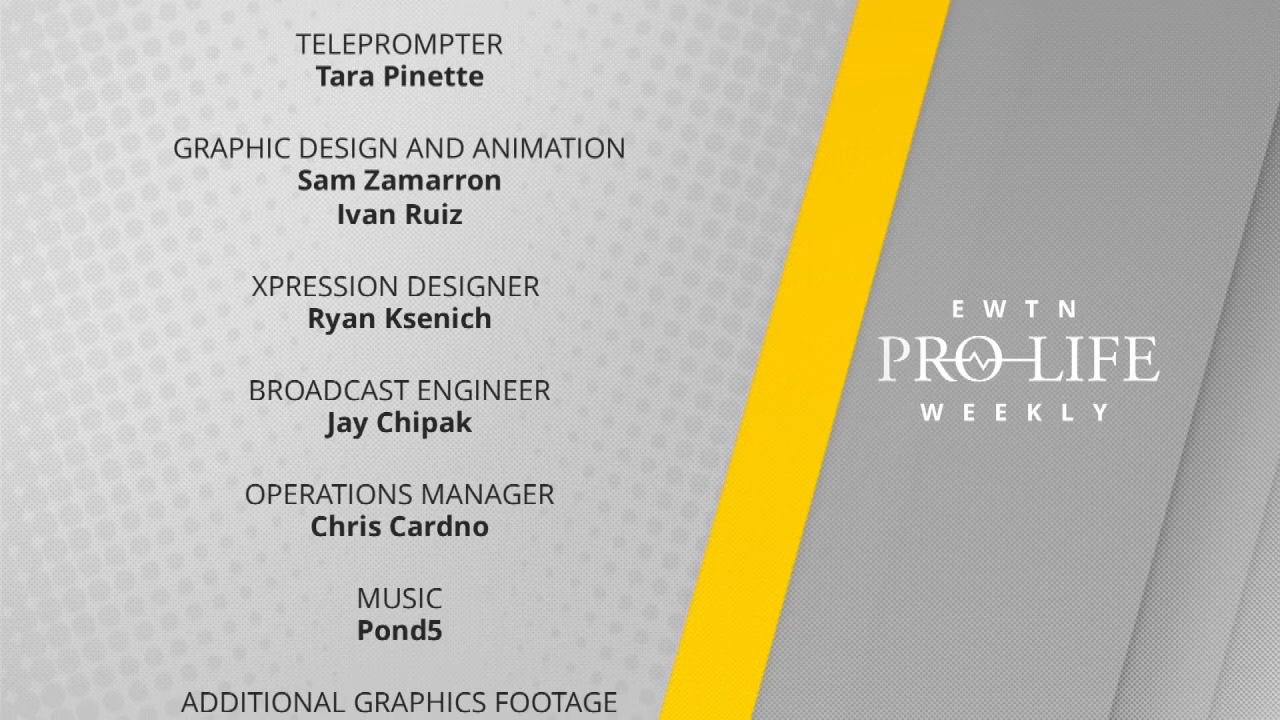 TELEPROMPTER
Tara Pinette
GRAPHIC DESIGN AND ANIMATION
Sam Zamarron
Ivan Ruiz
XPRESSION DESIGNER
Ryan Ksenich
BROADCAST ENGINEER
Jay Chipak
OPERATIONS MANAGER
Chris Cardno
MUSIC
Pond5
ADDITIONAL GRAPHICS FOOTAGE
EWTN
PRO-LIFE
WEEKLY